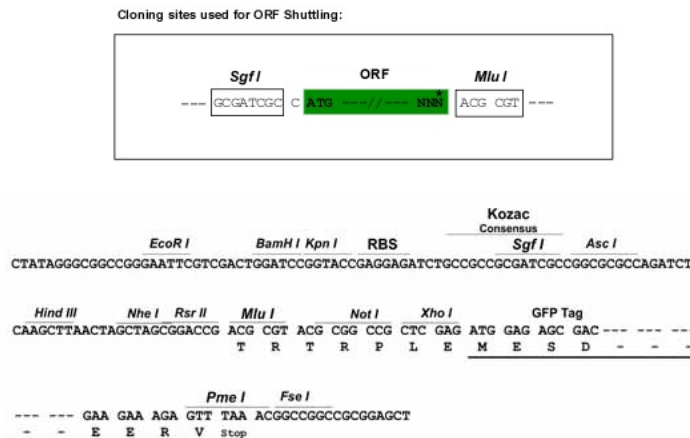 Cloning sites used for ORF Shuttling:
Sgf I ORF Mlu I
--- GCGATCGC C ATG ---//--- NNN* ACG CGT ---
Kozac
Consensus
EcoR I BamH I Kpn I RBS Sgf I Asc I
CTATAGGGCGGCCGGGAATTCGTCGACTGGATCCGGTACCGAGGAGATCTGCCGCCGCGATCGCCGGCGCGCCAGATCT
Hind III Nhe I Rsr II Mlu I Not I Xho I GFP Tag
CAAGCTTAACTAGCTAGCGGACCG ACG CGT ACG CGG CCG CTC GAG ATG GAG AGC GAC--- --- ---
T R T R P L E M E S D - - -
Pme I Fse I
--- --- GAA GAA AGA GTT TAA ACGGCCGGCCGCGGAGCT
- - E E R V Stop